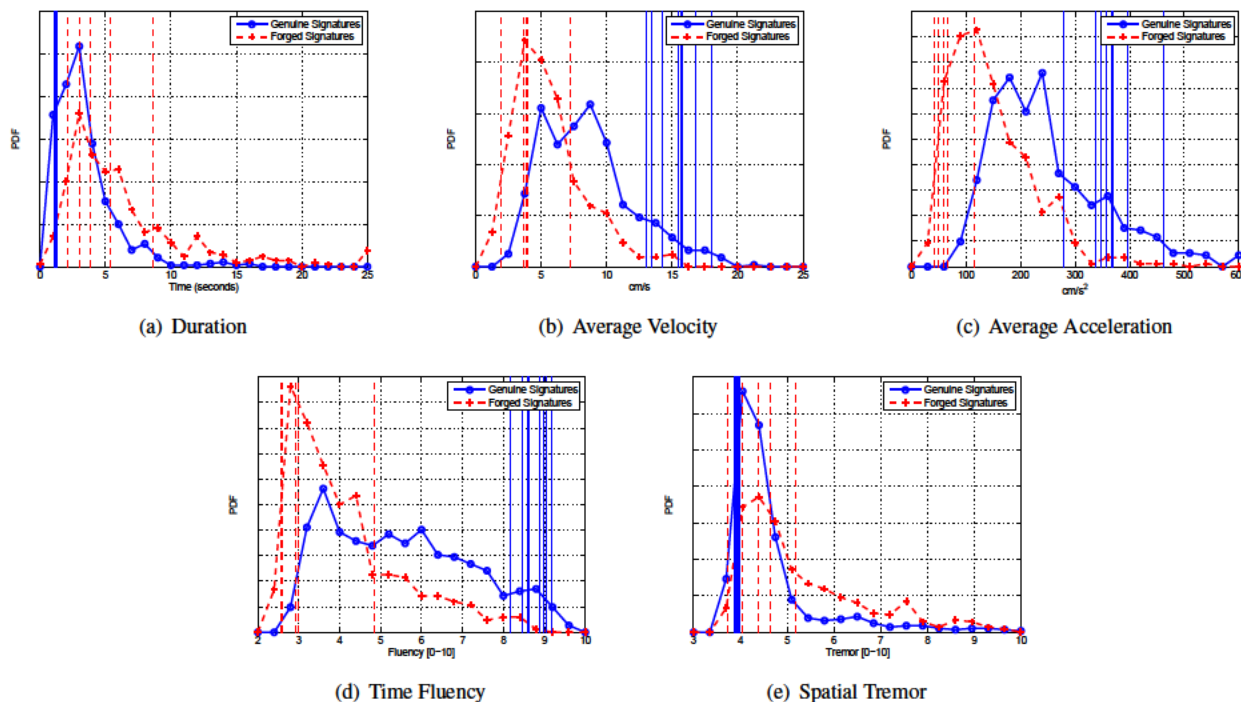 Genuine Signatures
Forged Signatures
PDF
0 5 10 15 20 25
Time (seconds)
(a) Duration
Genuine Signatures
Forged Signatures
PDF
0 5 10 15 20 25
cm/s
(b) Average Velocity
Genuine Signatures
Forged Signatures
PDF
0 100 200 300 400 500 60
cm/s²
(c) Average Acceleration
Genuine Signatures
Forged Signatures
PDF
2 3 4 5 6 7 8 9 10
Fluency [0-10]
(d) Time Fluency
Genuine Signatures
Forged Signatures
PDF
3 4 5 6 7 8 9 10
Tremor [0-10]
(e) Spatial Tremor